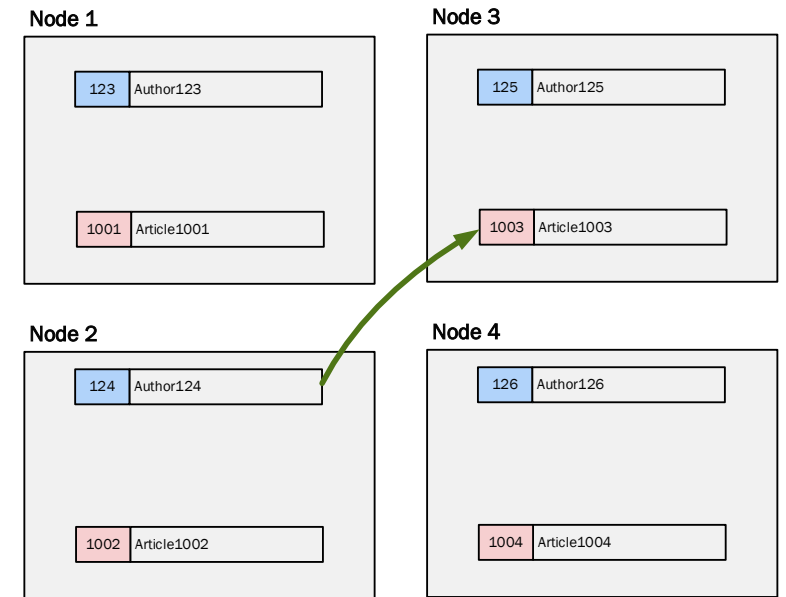 Node 1
123 Author123
1001 Article1001
Node 3
125 Author125
1003 Article1003
Node 2
124 Author124
1002 Article1002
Node 4
126 Author126
1004 Article1004